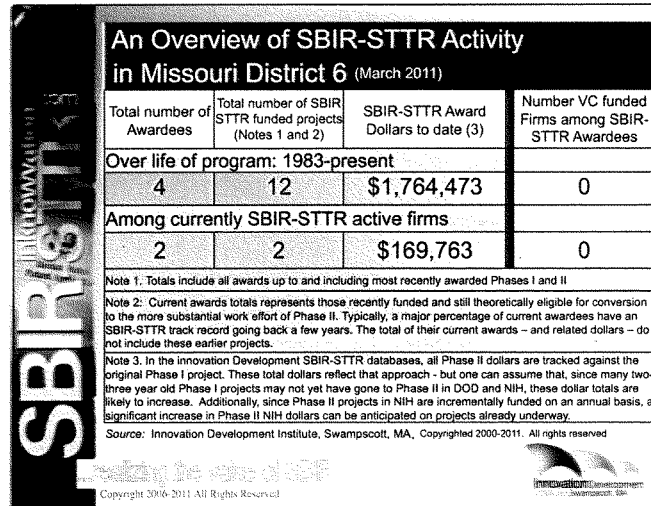 An Overview of SBIR-STTR Activity
in Missouri District 6 (March 2011)
Total number of
Awardees
Total number of SBIR
STTR funded projects
(Notes 1 and 2)
SBIR-STTR Award
Dollars to date (3)
Number VC funded
Firms among SBIR-
STTR Awardees
Over life of program: 1983-present
4 12 $1,764,473 0
Among currently SBIR-STTR active firms
2 2 $169,763 0
Note 1. Totals include all awards up to and including most recently awarded Phases I and II
Note 2: Current awards totals represents those recently funded and still theoretically eligible for conversion
to the more substantial work effort of Phase II. Typically, a major percentage of current awardees have an
SBIR-STTR track record going back a few years. The total of their current awards – and related dollars – do
not include these earlier projects.
Note 3. In the innovation Development SBIR-STTR databases, all Phase II dollars are tracked against the
original Phase I project. These total dollars reflect that approach - but one can assume that, since many two-
three year old Phase I projects may not yet have gone to Phase II in DOD and NIH, these dollar totals are
likely to increase. Additionally, since Phase II projects in NIH are incrementally funded on an annual basis, a
significant increase in Phase II NIH dollars can be anticipated on projects already underway.
Source: Innovation Development Institute, Swampscott, MA, Copyrighted 2000-2011. All rights reserved
SBIR&STTR
inknowvation
the value of
Copyright 2006-2011 All Rights Reserved
Innovation Development
Swampscott, MA